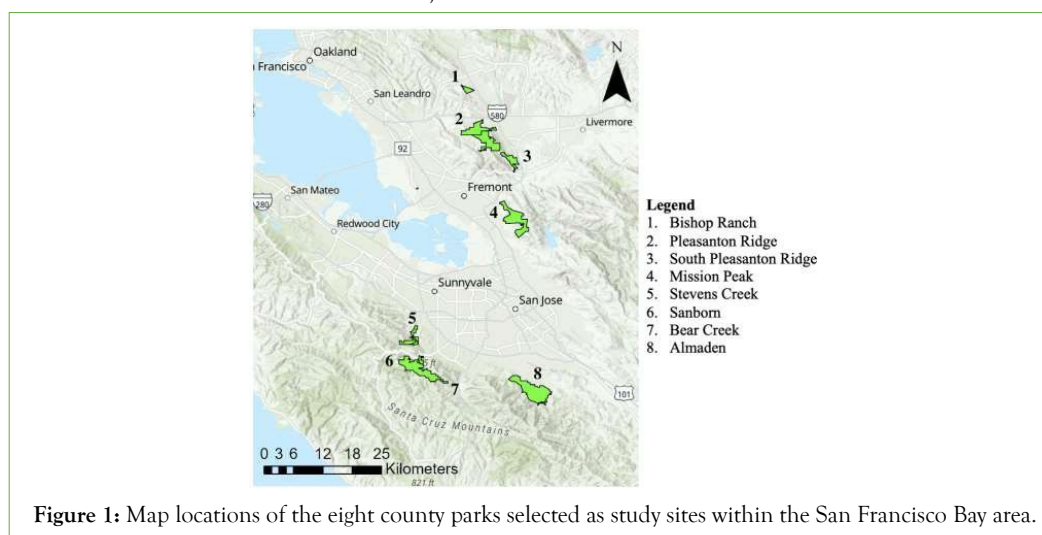 Oakland
n Francisco
1
N
San Leandro
580
Livermore
2
92
3
San Mateo
Fremont
280
4
Redwood City
Legend
1. Bishop Ranch
2. Pleasanton Ridge
3. South Pleasanton Ridge
4. Mission Peak
5. Stevens Creek
6. Sanborn
7. Bear Creek
8. Almaden
Sunnyvale
San Jose
5
6
5 ft
7
8
101
Santa Cruz Mountains
0 3 6 12 18 25
Kilometers
821 ft
Figure 1: Map locations of the eight county parks selected as study sites within the San Francisco Bay area.